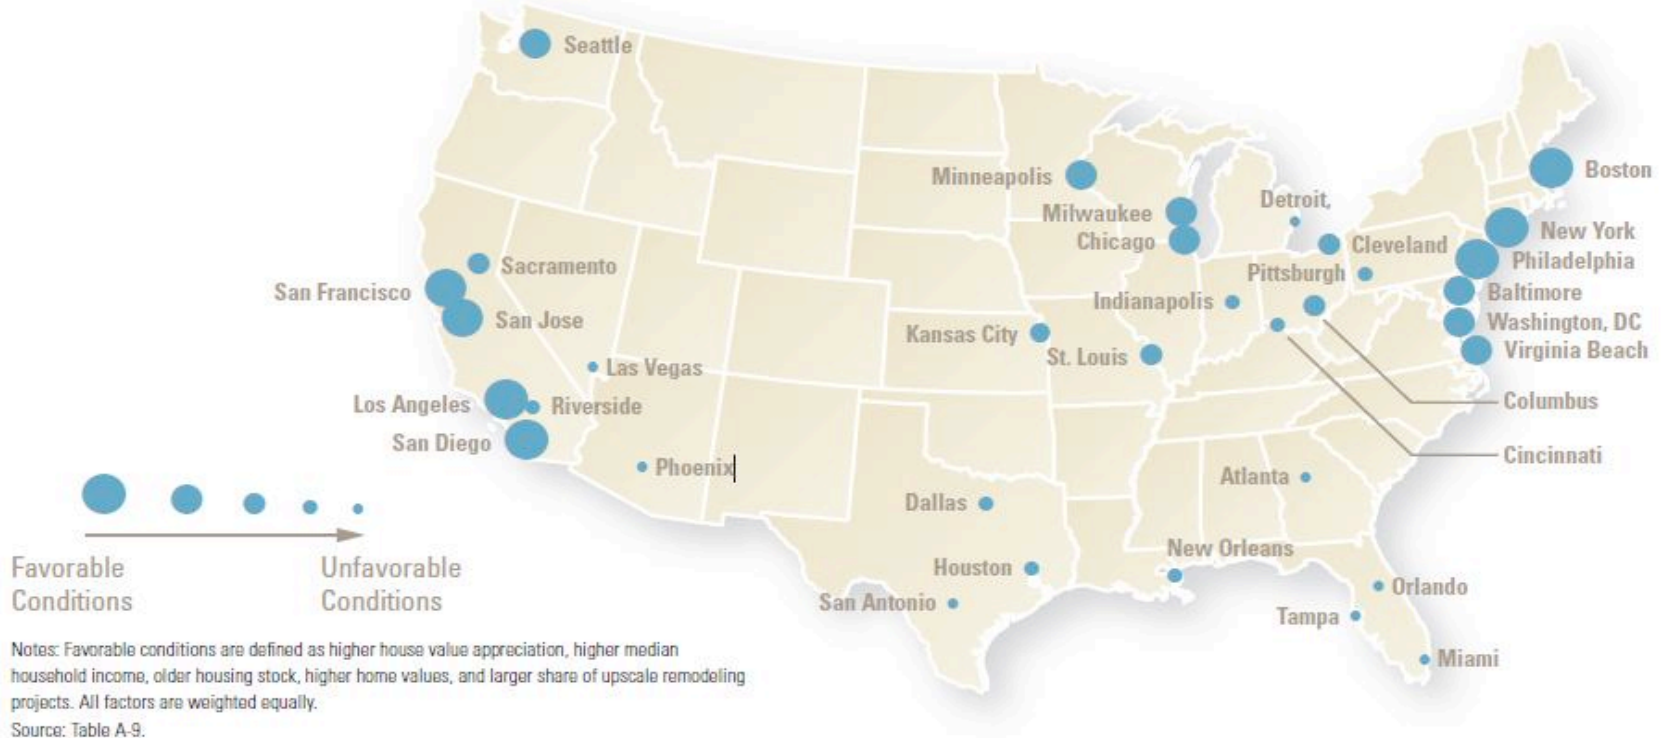 Seattle
Minneapolis
Boston
Milwaukee
Detroit,
Chicago
New York
Cleveland
Philadelphia
Sacramento
Pittsburgh
San Francisco
Baltimore
Indianapolis
San Jose
Washington, DC
Kansas City
Virginia Beach
St. Louis
Las Vegas
Los Angeles
Riverside
Columbus
San Diego
Cincinnati
Phoenix
Atlanta
Dallas
New Orleans
Houston
Orlando
San Antonio
Tampa
Miami
Favorable
Conditions
Unfavorable
Conditions
Notes: Favorable conditions are defined as higher house value appreciation, higher median
household income, older housing stock, higher home values, and larger share of upscale remodeling
projects. All factors are weighted equally.
Source: Table A-9.